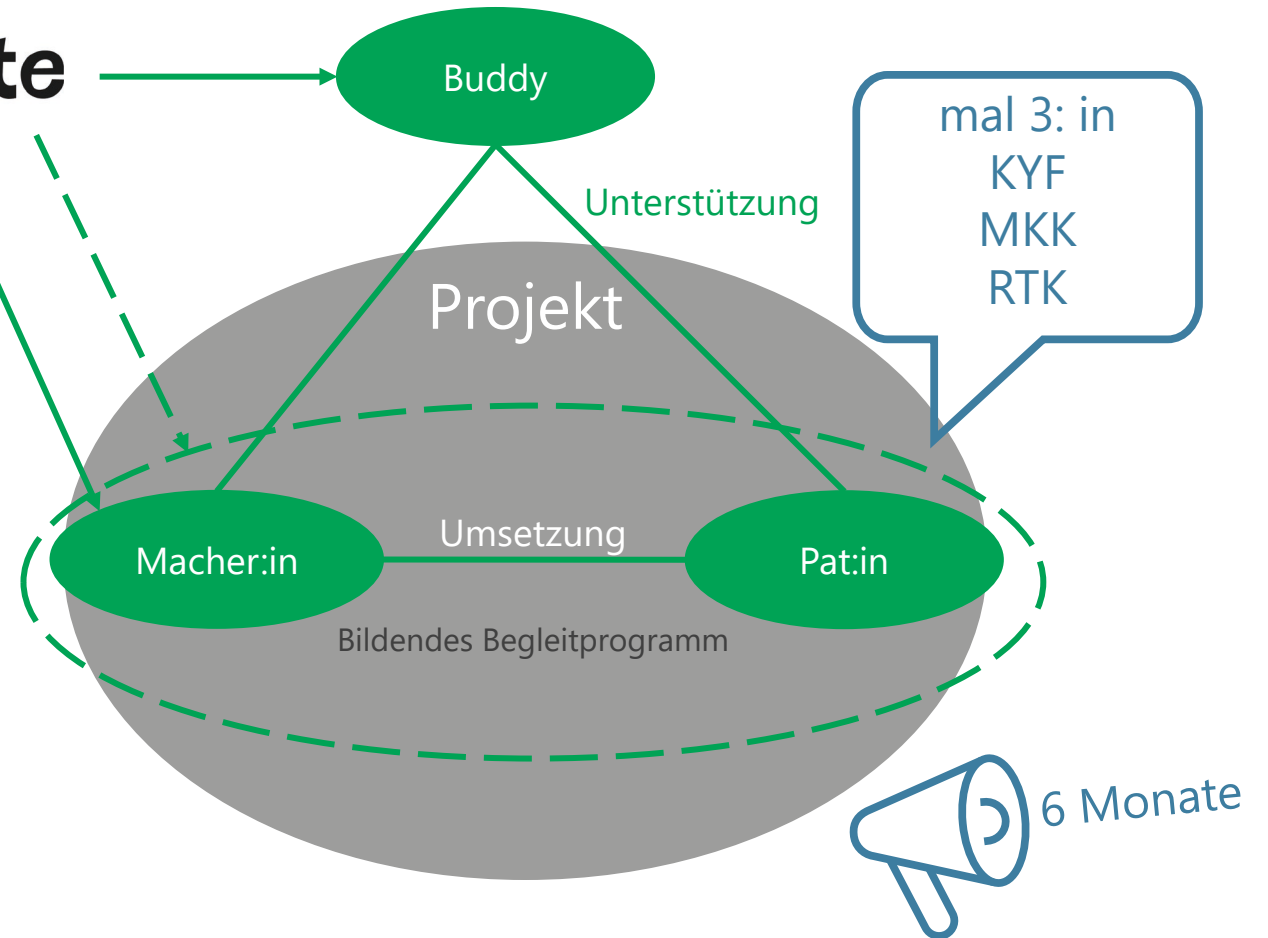 te
Buddy
mal 3: in
KYF
MKK
RTK
Unterstützung
Projekt
Umsetzung
Macher:in
Pat:in
Bildendes Begleitprogramm
6 Monate